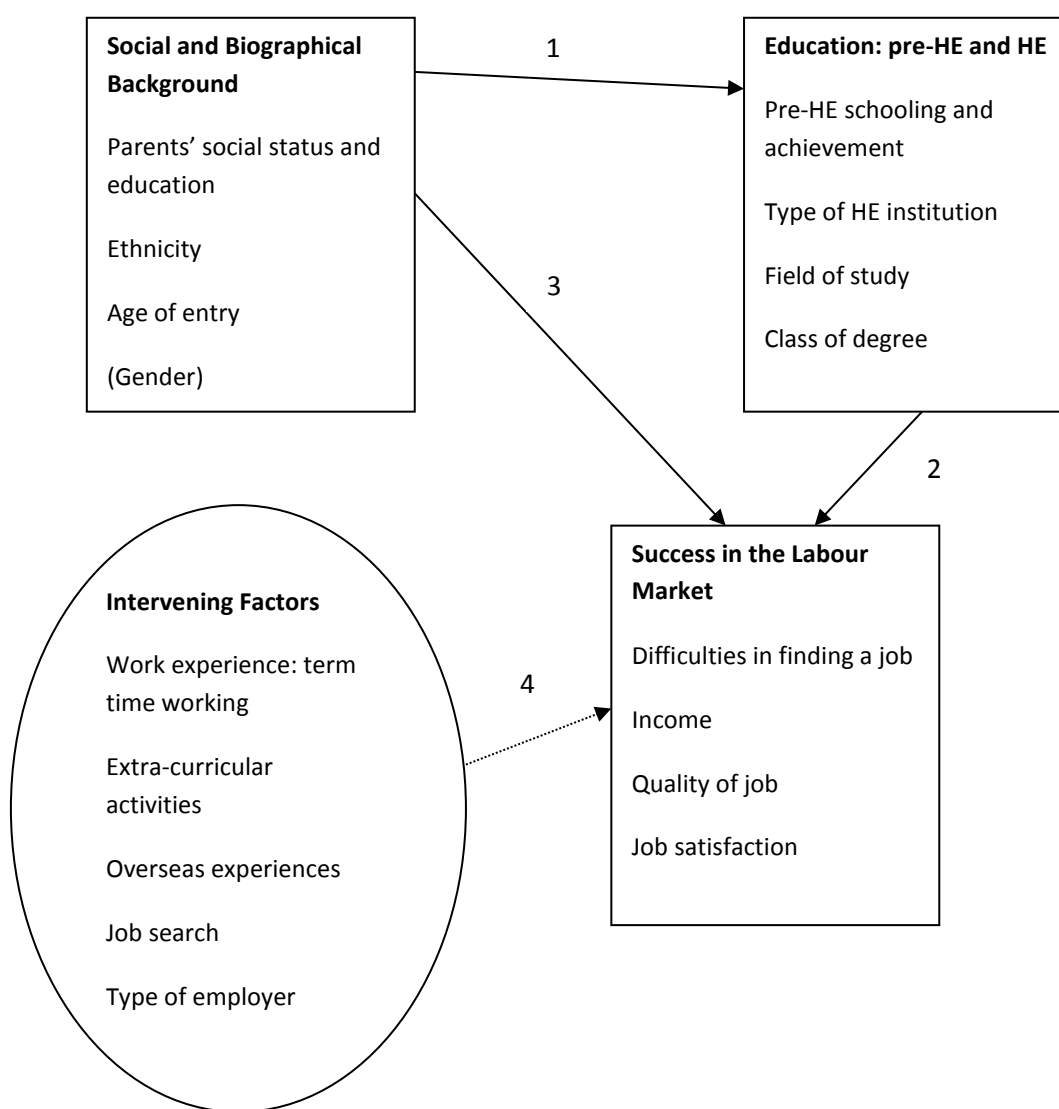 Social and Biographical
Background
Parents’ social status and
education
Ethnicity
Age of entry
(Gender)
1
Education: pre-HE and HE
Pre-HE schooling and
achievement
Type of HE institution
Field of study
Class of degree
3
2
Intervening Factors
Work experience: term
time working
Extra-curricular
activities
Overseas experiences
Job search
Type of employer
4
Success in the Labour
Market
Difficulties in finding a job
Income
Quality of job
Job satisfaction